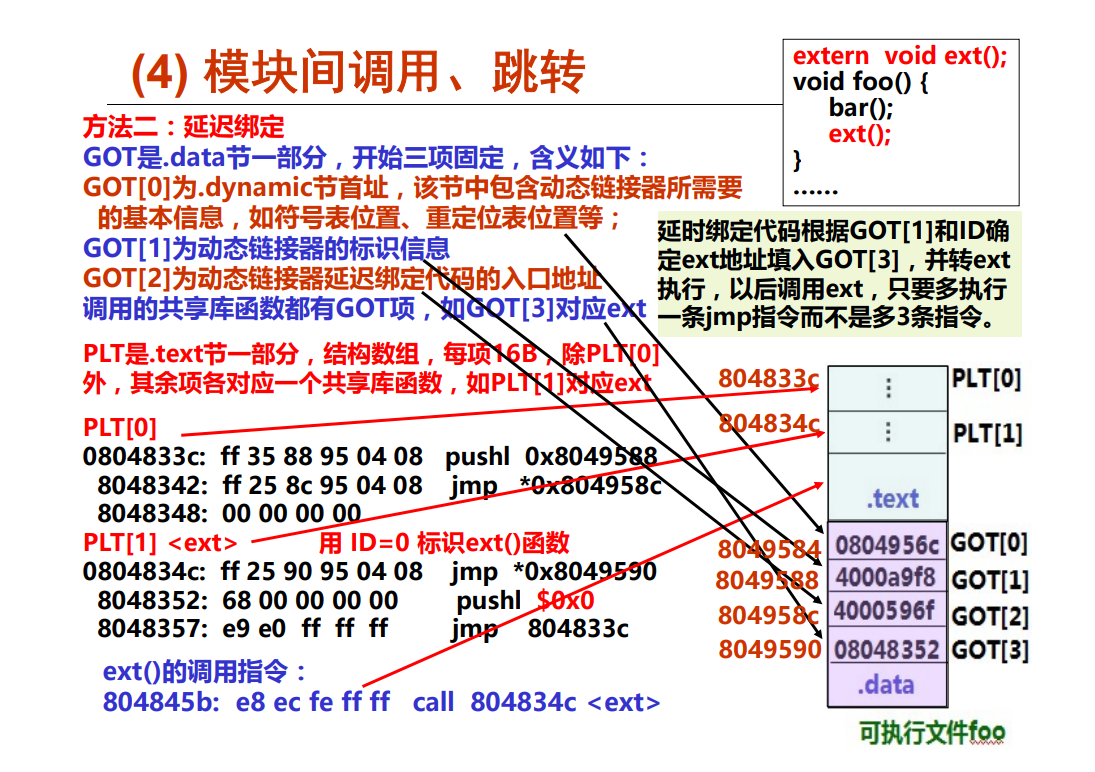 (4) 模块间调用、跳转
extern void ext();
void foo() {
bar();
ext();
}
……
方法二：延迟绑定
GOT是.data节一部分，开始三项固定，含义如下：
GOT[0]为.dynamic节首址，该节中包含动态链接器所需要
的基本信息，如符号表位置、重定位表位置等；
GOT[1]为动态链接器的标识信息
GOT[2]为动态链接器延迟绑定代码的入口地址
调用的共享库函数都有GOT项，如GOT[3]对应ext
延时绑定代码根据GOT[1]和ID确
定ext地址填入GOT[3]，并转ext
执行，以后调用ext，只要多执行
一条jmp指令而不是多3条指令。
PLT是.text节一部分，结构数组，每项16B，除PLT[0]
外，其余项各对应一个共享库函数，如PLT[1]对应ext
PLT[0]
0804833c: ff 35 88 95 04 08 pushl 0x8049588
8048342: ff 25 8c 95 04 08 jmp *0x804958c
8048348: 00 00 00 00
PLT[1] <ext> 用 ID=0 标识ext()函数
0804834c: ff 25 90 95 04 08 jmp *0x8049590
8048352: 68 00 00 00 00 pushl $0x0
8048357: e9 e0 ff ff ff jmp 804833c
ext()的调用指令：
804845b: e8 ec fe ff ff call 804834c <ext>
804833c ⋮ PLT[0]
804834c ⋮ PLT[1]
.text
8049584 0804956c GOT[0]
8049588 4000a9f8 GOT[1]
804958c 4000596f GOT[2]
8049590 08048352 GOT[3]
.data
可执行文件foo